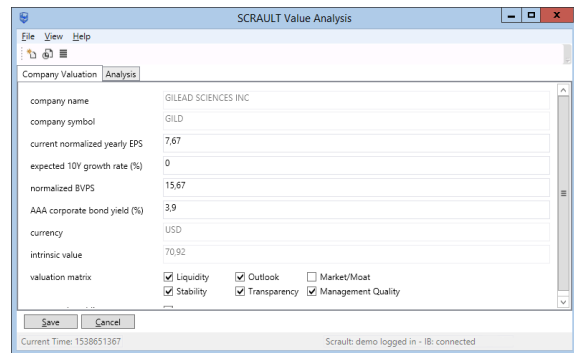 SCRAULT Value Analysis
File View Help
Company Valuation Analysis
company name GILEAD SCIENCES INC
company symbol GILD
current normalized yearly EPS 7,67
expected 10Y growth rate (%) 0
normalized BVPS 15,67
AAA corporate bond yield (%) 3,9
currency USD
intrinsic value 70,92
valuation matrix Liquidity Outlook Market/Moat
Stability Transparency Management Quality
Save Cancel
Current Time: 1538651367 Scrault: demo logged in - IB: connected